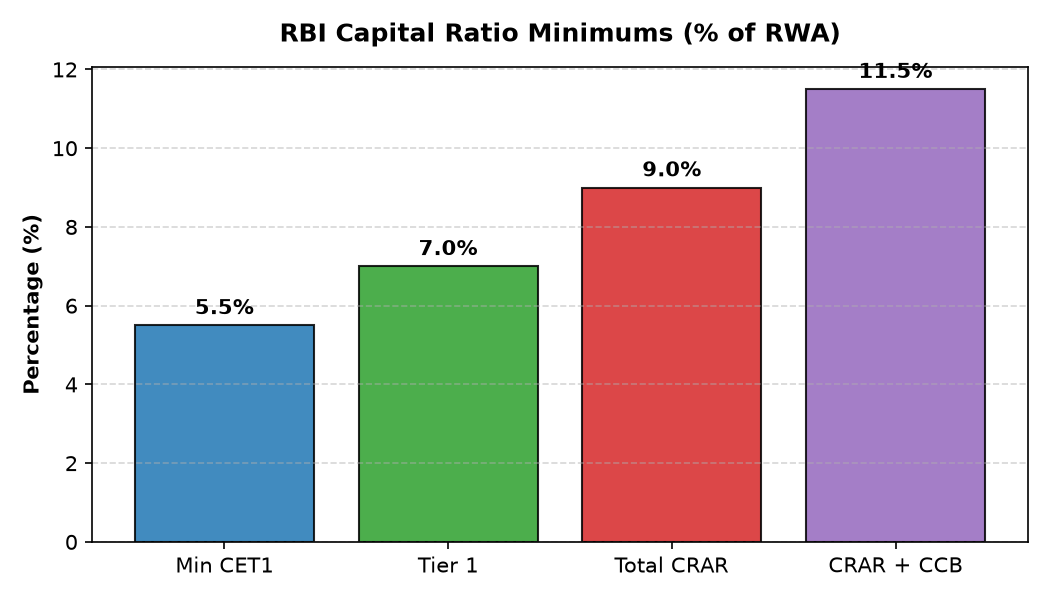 RBI Capital Ratio Minimums (% of RWA)
Percentage (%)
12
10
8
6
4
2
0
5.5%
7.0%
9.0%
11.5%
Min CET1
Tier 1
Total CRAR
CRAR + CCB